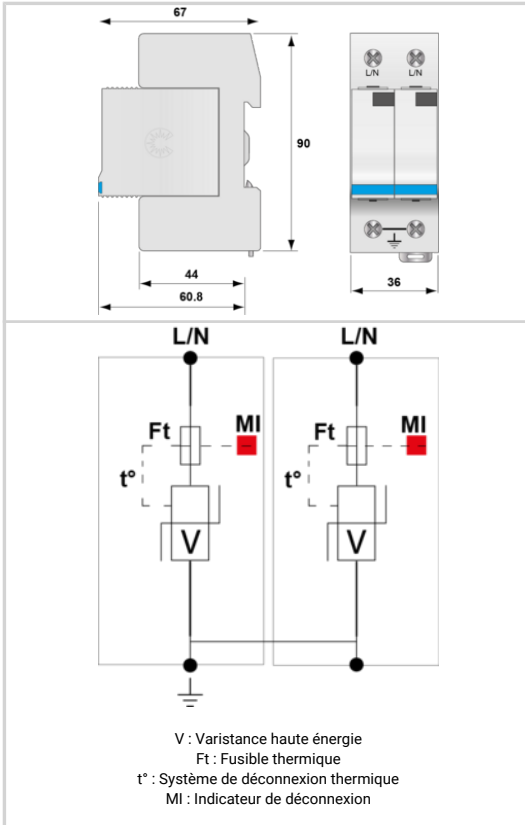 67
L/N L/N
90
44
60.8
36
L/N L/N
Ft MI Ft MI
t° t°
V V
V : Varistance haute énergie
Ft : Fusible thermique
t° : Système de déconnexion thermique
MI : Indicateur de déconnexion